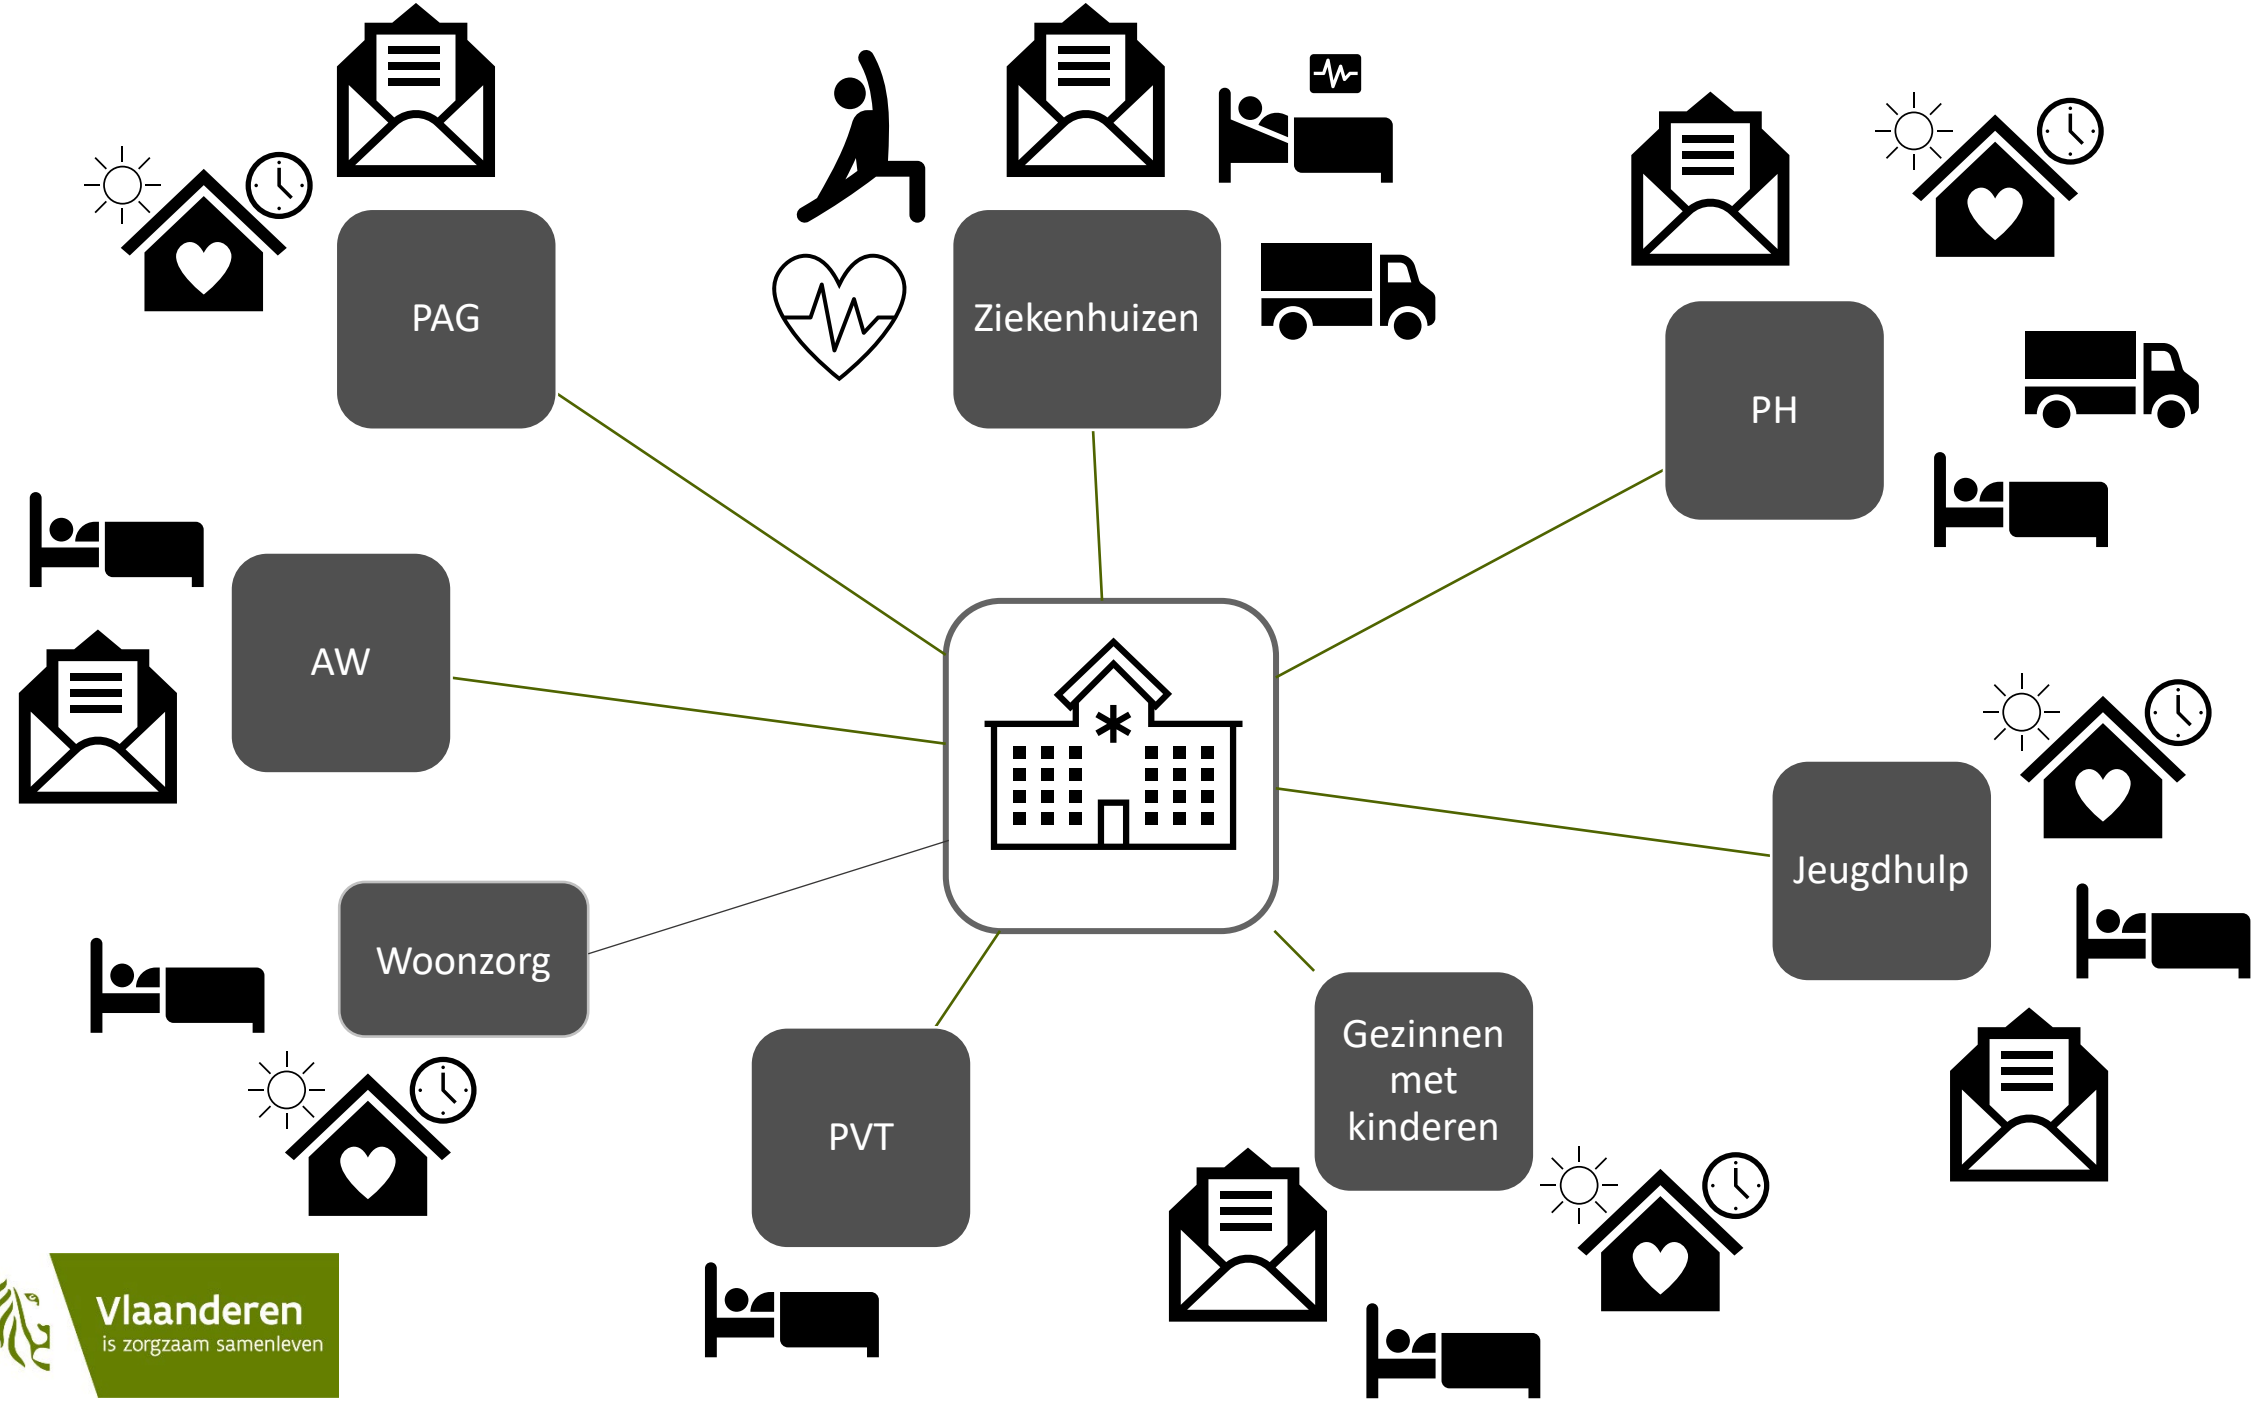 PAG
Ziekenhuizen
PH
AW
Jeugdhulp
Woonzorg
Gezinnen
met
kinderen
PVT
Vlaanderen
is zorgzaam samenleven